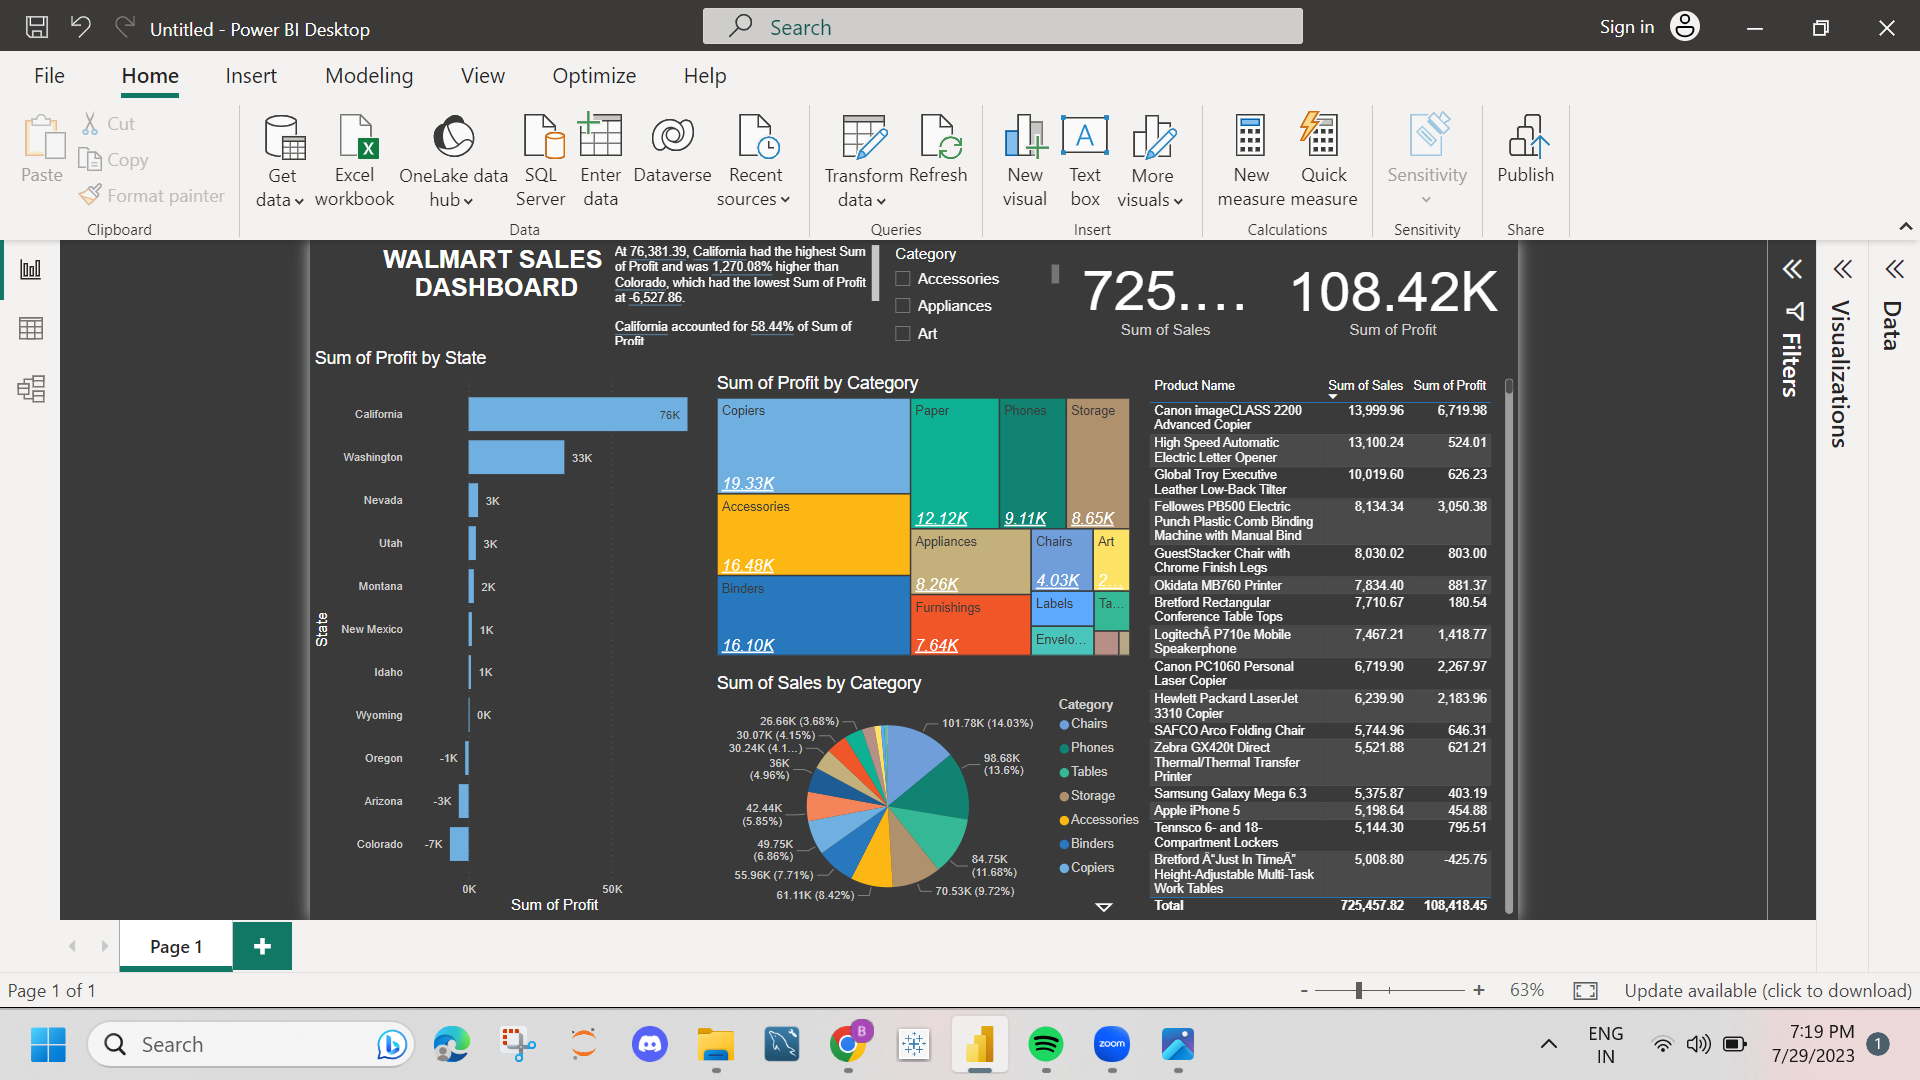 Untitled - Power BI Desktop
Search
Sign in
File
Home
Insert
Modeling
View
Optimize
Help
Paste
Cut
Copy
Format painter
Clipboard
Get
data
Excel
workbook
OneLake data
hub
SQL
Server
Enter
data
Dataverse
Recent
sources
Data
Transform
data
Refresh
Queries
New
visual
A
Text
box
More
visuals
Insert
New
measure
Quick
measure
Calculations
Sensitivity
Sensitivity
Publish
Share
WALMART SALES
DASHBOARD
At 76,381.39, California had the highest Sum
of Profit and was 1,270.08% higher than
Colorado, which had the lowest Sum of Profit
at -6,527.86.
California accounted for 58.44% of Sum of
Profit
Category
Accessories
Appliances
Art
725....
Sum of Sales
108.42K
Sum of Profit
Filters
Visualizations
Data
Sum of Profit by State
State
California 76K
Washington 33K
Nevada 3K
Utah 3K
Montana 2K
New Mexico 1K
Idaho 1K
Wyoming 0K
Oregon -1K
Arizona -3K
Colorado -7K
0K 50K
Sum of Profit
Sum of Profit by Category
Copiers
19.33K
Accessories
16.48K
Binders
16.10K
Paper
12.12K
Phones
9.11K
Storage
8.65K
Appliances
8.26K
Furnishings
7.64K
Chairs
4.03K
Art
2...
Labels
Ta...
Envelo...
Sum of Sales by Category
101.78K (14.03%)
98.68K
(13.6%)
84.75K
(11.68%)
70.53K (9.72%)
61.11K (8.42%)
55.96K (7.71%)
49.75K
(6.86%)
42.44K
(5.85%)
36K
(4.96%)
30.24K (4.1...)
30.07K (4.15%)
26.66K (3.68%)
Category
Chairs
Phones
Tables
Storage
Accessories
Binders
Copiers
Product Name Sum of Sales Sum of Profit
Canon imageCLASS 2200 13,999.96 6,719.98
Advanced Copier
High Speed Automatic 13,100.24 524.01
Electric Letter Opener
Global Troy Executive 10,019.60 626.23
Leather Low-Back Tilter
Fellowes PB500 Electric 8,134.34 3,050.38
Punch Plastic Comb Binding
Machine with Manual Bind
GuestStacker Chair with 8,030.02 803.00
Chrome Finish Legs
Okidata MB760 Printer 7,834.40 881.37
Bretford Rectangular 7,710.67 180.54
Conference Table Tops
LogitechÂ P710e Mobile 7,467.21 1,418.77
Speakerphone
Canon PC1060 Personal 6,719.90 2,267.97
Laser Copier
Hewlett Packard LaserJet 6,239.90 2,183.96
3310 Copier
SAFCO Arco Folding Chair 5,744.96 646.31
Zebra GX420t Direct 5,521.88 621.21
Thermal/Thermal Transfer
Printer
Samsung Galaxy Mega 6.3 5,375.87 403.19
Apple iPhone 5 5,198.64 454.88
Tennsco 6- and 18- 5,144.30 795.51
Compartment Lockers
Bretford Â“Just In TimeÂ” 5,008.80 -425.75
Height-Adjustable Multi-Task
Work Tables
Total 725,457.82 108,418.45
Page 1
Page 1 of 1
- + 63%
Update available (click to download)
Search
B
zoom
ENG
IN
7:19 PM
7/29/2023
1